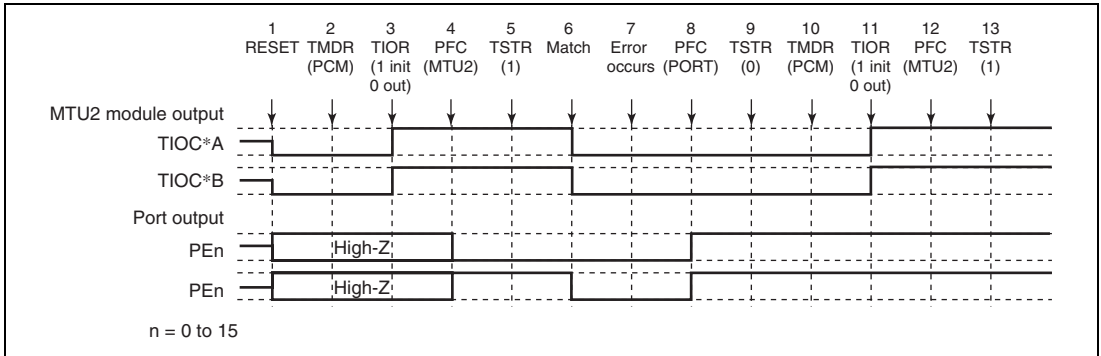 1 2 3 4 5 6 7 8 9 10 11 12 13
RESET TMDR TIOR PFC TSTR Match Error PFC TSTR TMDR TIOR PFC TSTR
(PCM) (1 init (MTU2) (1) occurs (PORT) (0) (PCM) (1 init (MTU2) (1)
0 out) 0 out)
MTU2 module output
TIOC*A
TIOC*B
Port output
PEn High-Z
PEn High-Z
n = 0 to 15